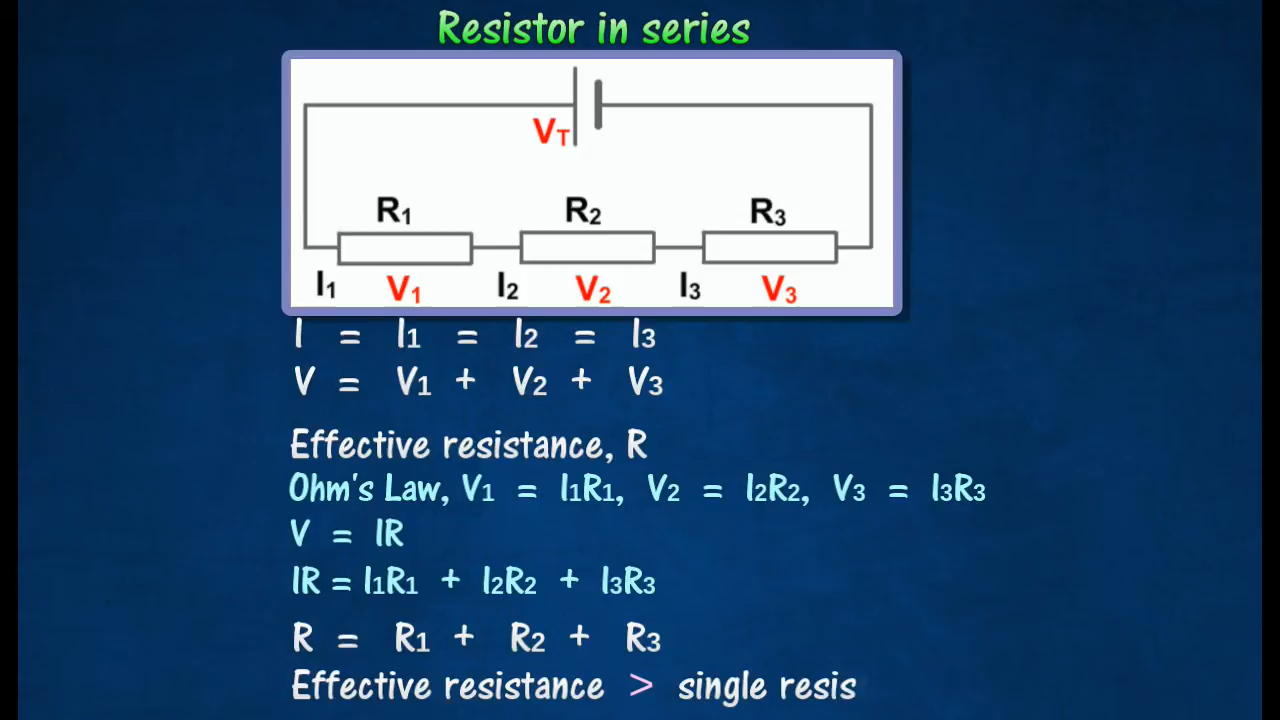 Resistor in series
VT
R1 R2 R3
I1 V1 I2 V2 I3 V3
I = I1 = I2 = I3
V = V1 + V2 + V3
Effective resistance, R
Ohm's Law, V1 = I1R1, V2 = I2R2, V3 = I3R3
V = IR
IR = I1R1 + I2R2 + I3R3
R = R1 + R2 + R3
Effective resistance > single resis